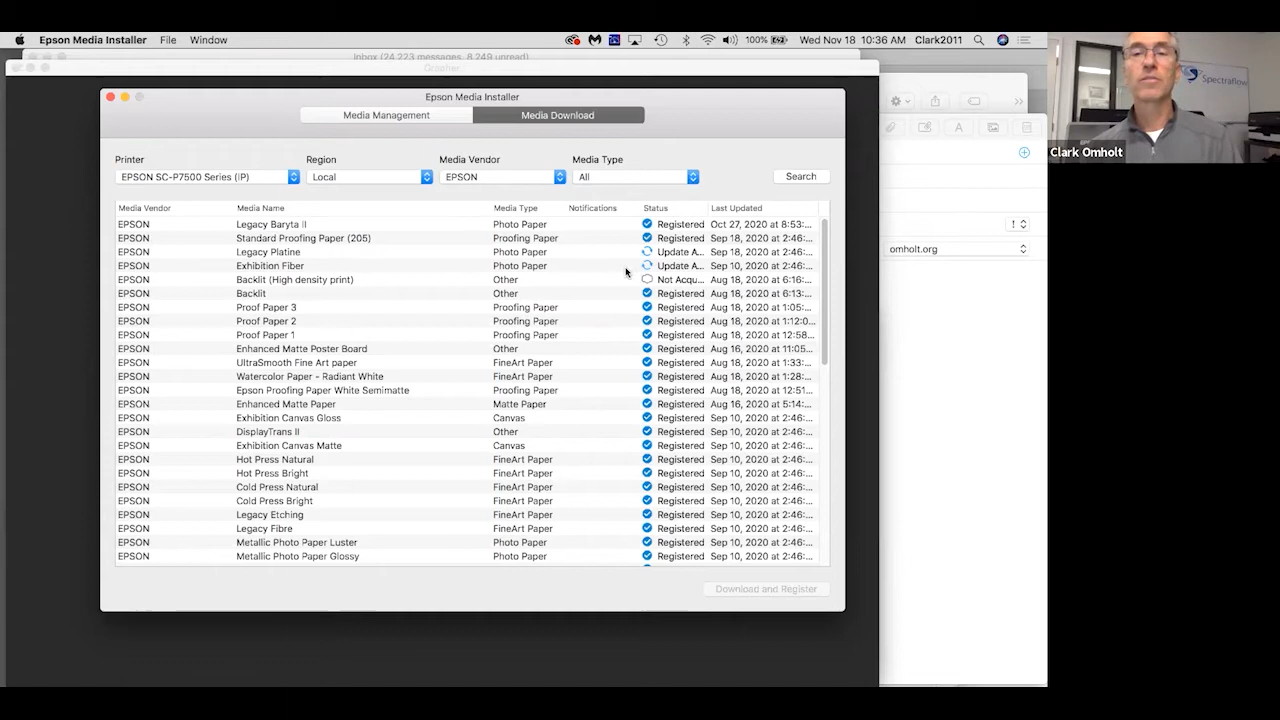 Epson Media Installer File Window 100% Wed Nov 18 10:36 AM Clark2011
Inbox (24,223 messages, 8,249 unread)
Epson Media Installer
Media Management Media Download
Printer Region Media Vendor Media Type
EPSON SC-P7500 Series (IP) Local EPSON All Search
Media Vendor Media Name Media Type Notifications Status Last Updated
EPSON Legacy Baryta II Photo Paper Registered Oct 27, 2020 at 8:53:...
EPSON Standard Proofing Paper (205) Proofing Paper Registered Sep 18, 2020 at 2:46:...
EPSON Legacy Platine Photo Paper Update A... Sep 18, 2020 at 2:46:...
EPSON Exhibition Fiber Photo Paper Update A... Sep 10, 2020 at 2:46:...
EPSON Backlit (High density print) Other Not Acqu... Aug 18, 2020 at 6:16:...
EPSON Backlit Other Registered Aug 18, 2020 at 6:13:...
EPSON Proof Paper 3 Proofing Paper Registered Aug 18, 2020 at 1:05:...
EPSON Proof Paper 2 Proofing Paper Registered Aug 18, 2020 at 1:12:0...
EPSON Proof Paper 1 Proofing Paper Registered Aug 18, 2020 at 12:58...
EPSON Enhanced Matte Poster Board Other Registered Aug 16, 2020 at 11:05...
EPSON UltraSmooth Fine Art paper FineArt Paper Registered Aug 18, 2020 at 1:33:...
EPSON Watercolor Paper - Radiant White FineArt Paper Registered Aug 18, 2020 at 1:28:...
EPSON Epson Proofing Paper White Semimatte Proofing Paper Registered Aug 18, 2020 at 12:51...
EPSON Enhanced Matte Paper Matte Paper Registered Aug 16, 2020 at 5:14:...
EPSON Exhibition Canvas Gloss Canvas Registered Sep 10, 2020 at 2:46:...
EPSON DisplayTrans II Other Registered Sep 10, 2020 at 2:46:...
EPSON Exhibition Canvas Matte Canvas Registered Sep 10, 2020 at 2:46:...
EPSON Hot Press Natural FineArt Paper Registered Sep 10, 2020 at 2:46:...
EPSON Hot Press Bright FineArt Paper Registered Sep 10, 2020 at 2:46:...
EPSON Cold Press Natural FineArt Paper Registered Sep 10, 2020 at 2:46:...
EPSON Cold Press Bright FineArt Paper Registered Sep 10, 2020 at 2:46:...
EPSON Legacy Etching FineArt Paper Registered Sep 10, 2020 at 2:46:...
EPSON Legacy Fibre FineArt Paper Registered Sep 10, 2020 at 2:46:...
EPSON Metallic Photo Paper Luster Photo Paper Registered Sep 10, 2020 at 2:46:...
EPSON Metallic Photo Paper Glossy Photo Paper Registered Sep 10, 2020 at 2:46:...
Download and Register
!
omholt.org
Spectraflow
Clark Omholt